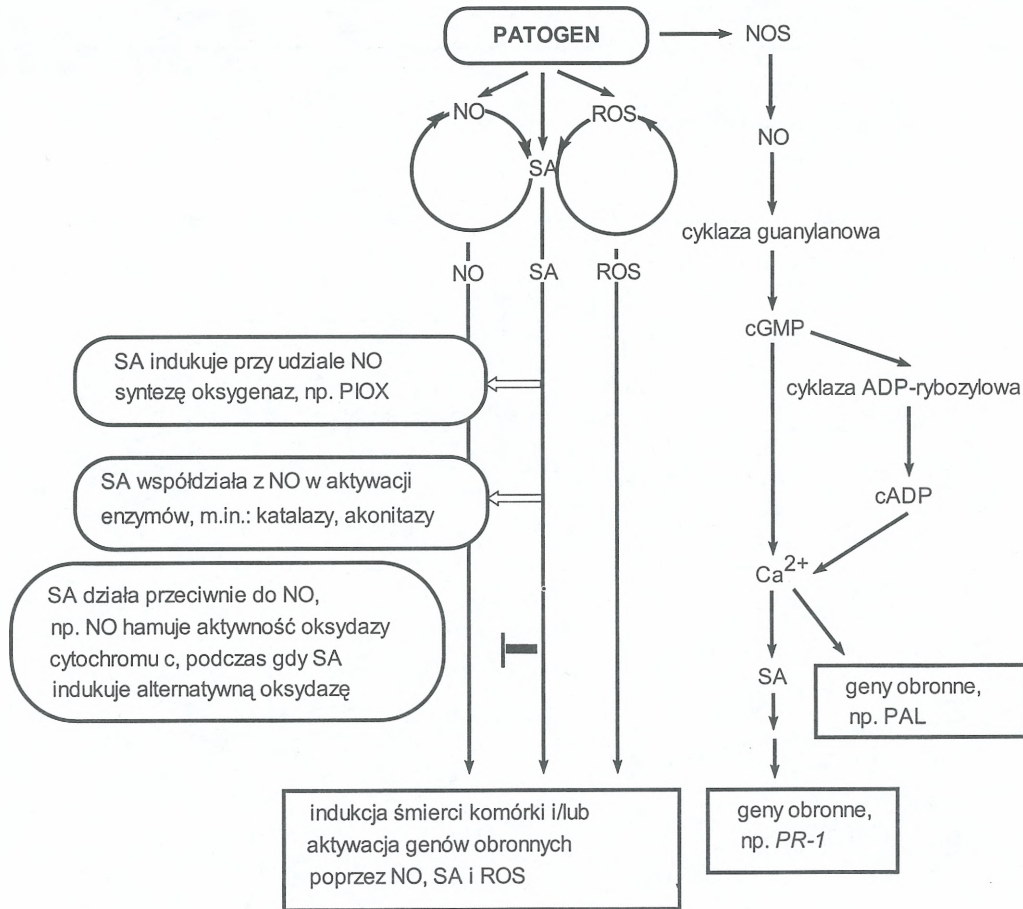 PATOGEN
NOS
NO
ROS
NO
SA
cyklaza guanylanowa
NO
SA
ROS
cGMP
SA indukuje przy udziale NO
syntezę oksygenaz, np. PIOX
cyklaza ADP-rybozylowa
SA współdziała z NO w aktywacji
enzymów, m.in.: katalazy, akonitazy
cADP
Ca2+
SA działa przeciwnie do NO,
np. NO hamuje aktywność oksydazy
cytochromu c, podczas gdy SA
indukuje alternatywną oksydazę
SA
geny obronne,
np. PAL
indukcja śmierci komórki i/lub
aktywacja genów obronnych
poprzez NO, SA i ROS
geny obronne,
np. PR-1